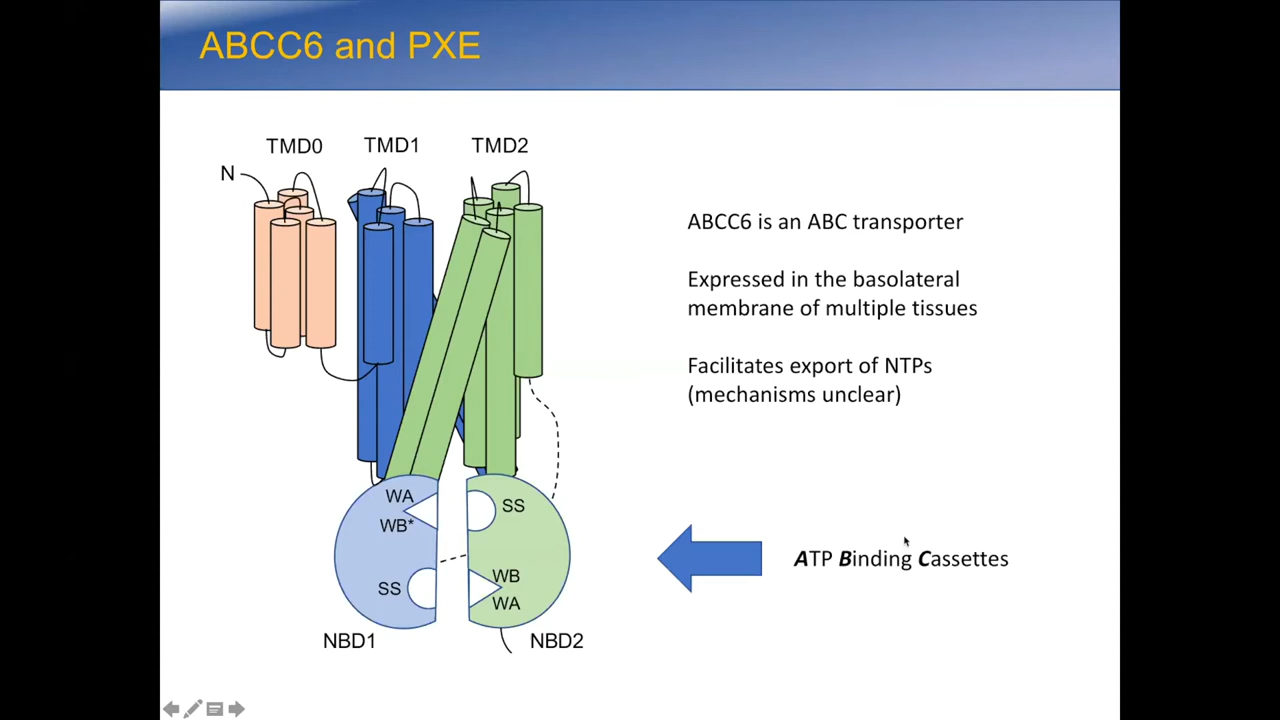 ABCC6 and PXE
TMD0
TMD1
TMD2
N
ABCC6 is an ABC transporter
Expressed in the basolateral
membrane of multiple tissues
Facilitates export of NTPs
(mechanisms unclear)
WA
WB*
SS
SS
WB
WA
NBD1
NBD2
ATP Binding Cassettes